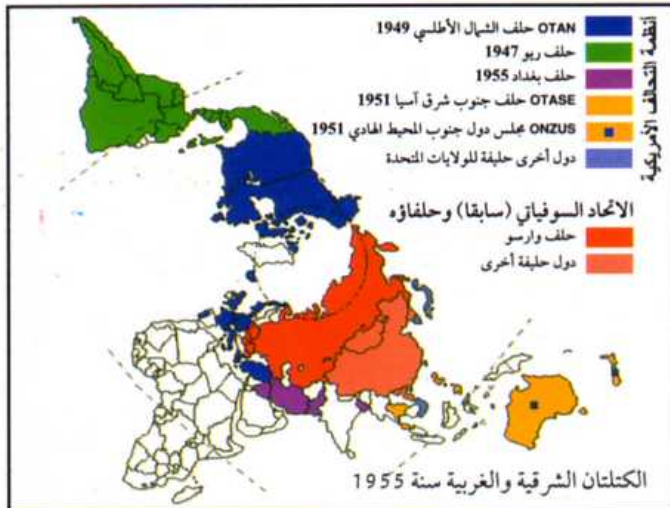 أنظمة التحالف الأمريكية
OTAN حلف الشمال الأطلسي 1949
حلف ريو 1947
حلف بغداد 1955
OTASE حلف جنوب شرق آسيا 1951
ONZUS مجلس دول جنوب المحيط الهادي 1951
دول أخرى حليفة للولايات المتحدة
الاتحاد السوفياتي (سابقا) وحلفاؤه
حلف وارسو
دول حليفة أخرى
الكتلتان الشرقية والغربية سنة 1955